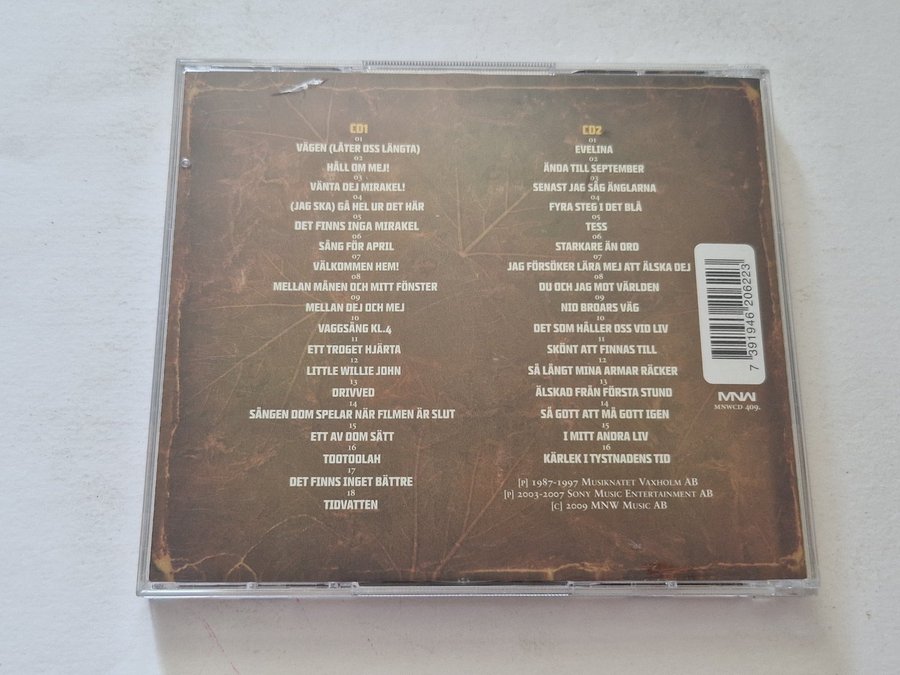 CD1
01
VÄGEN (LÅTER OSS LÄNGTA)
02
HÅLL OM MEJ!
03
VÄNTA DEJ MIRAKEL!
04
(JAG SKA) GÅ HEL UR DET HÄR
05
DET FINNS INGA MIRAKEL
06
SÅNG FÖR APRIL
07
VÄLKOMMEN HEM!
08
MELLAN MÅNEN OCH MITT FÖNSTER
09
MELLAN DEJ OCH MEJ
10
VAGGSÅNG KL.4
11
ETT TROGET HJÄRTA
12
LITTLE WILLIE JOHN
13
DRIVVED
14
SÅNGEN DOM SPELAR NÄR FILMEN ÄR SLUT
15
ETT AV DOM SÄTT
16
TOOTOOLAH
17
DET FINNS INGET BÄTTRE
18
TIDVATTEN
CD2
01
EVELINA
02
ÄNDA TILL SEPTEMBER
03
SENAST JAG SÅG ÄNGLARNA
04
FYRA STEG I DET BLÅ
05
TESS
06
STARKARE ÄN ORD
07
JAG FÖRSÖKER LÄRA MEJ ATT ÄLSKA DEJ
08
DU OCH JAG MOT VÄRLDEN
09
NID BROARS VÄG
10
DET SOM HÅLLER OSS VID LIV
11
SKÖNT ATT FINNAS TILL
12
SÅ LÅNGT MINA ARMAR RÄCKER
13
ÄLSKAD FRÅN FÖRSTA STUND
14
SÅ GOTT ATT MÅ GOTT IGEN
15
I MITT ANDRA LIV
16
KÄRLEK I TYSTNADENS TID
[P] 1987-1997 MUSIKNATET VAXHOLM AB
[P] 2003-2007 SONY MUSIC ENTERTAINMENT AB
[C] 2009 MNW MUSIC AB
7 391946 206223
MNW
MNWCD 409.